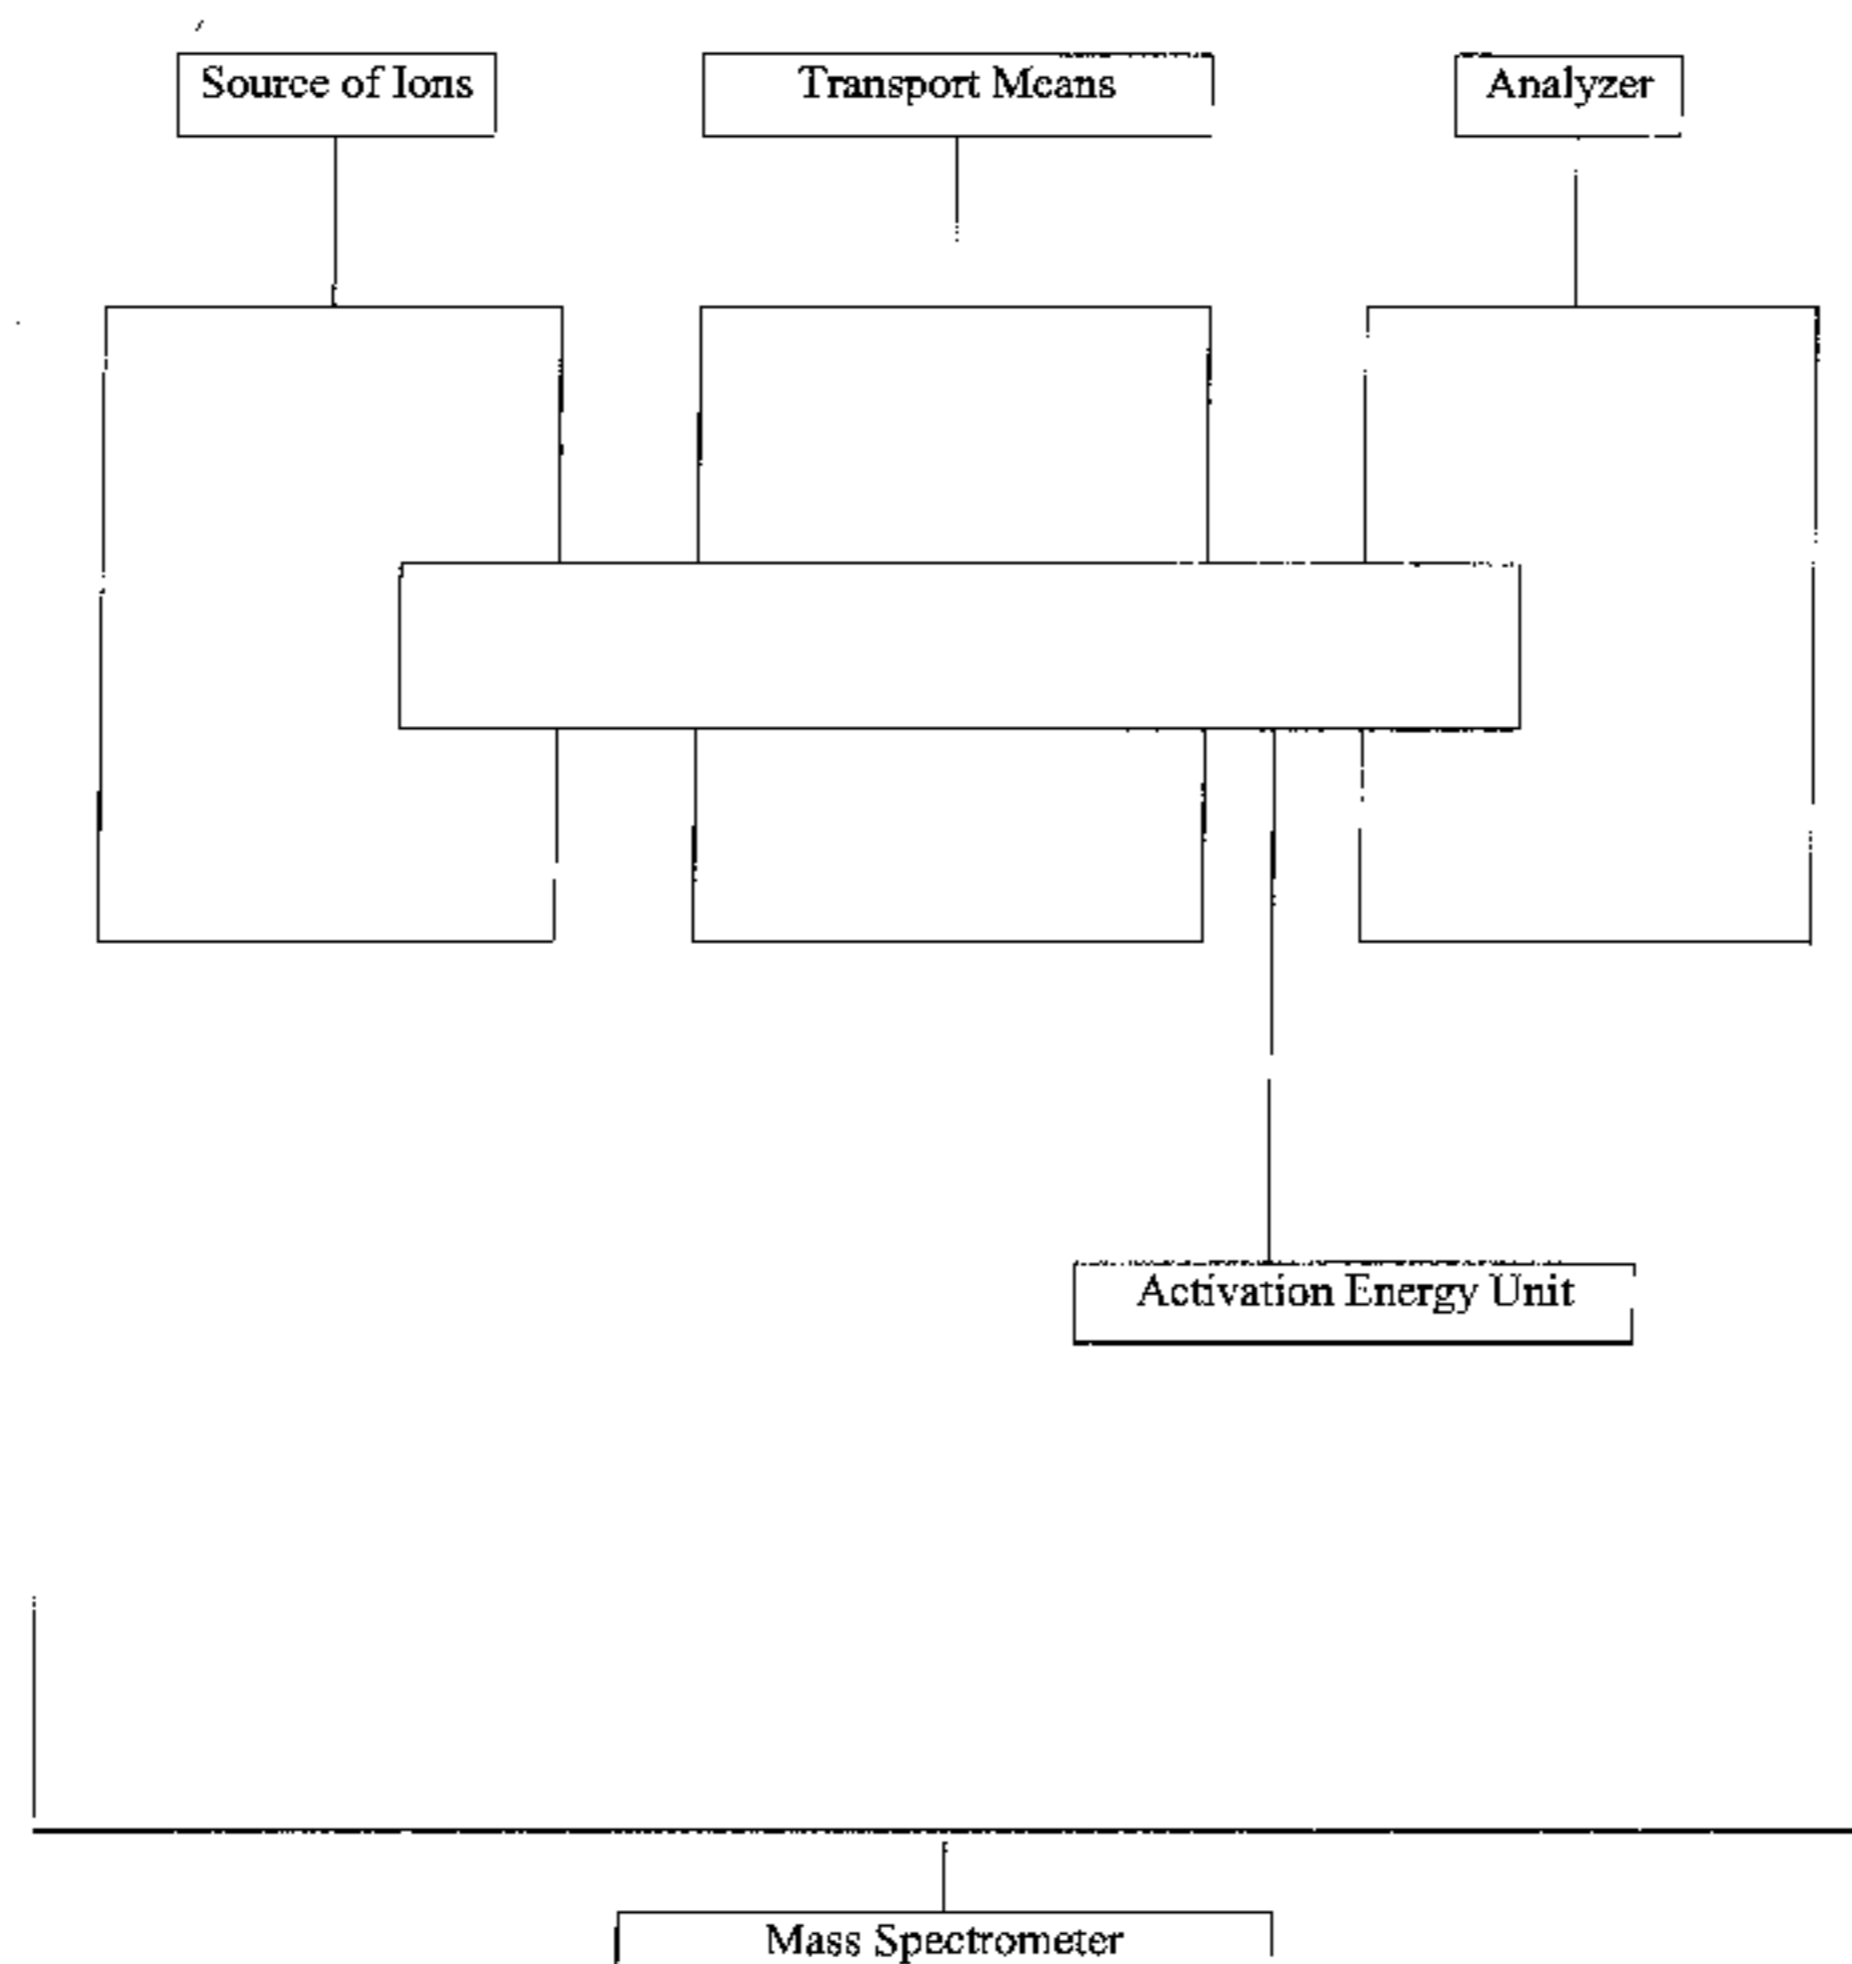 Source of Ions
Transport Means
Analyzer
Activation Energy Unit
Mass Spectrometer